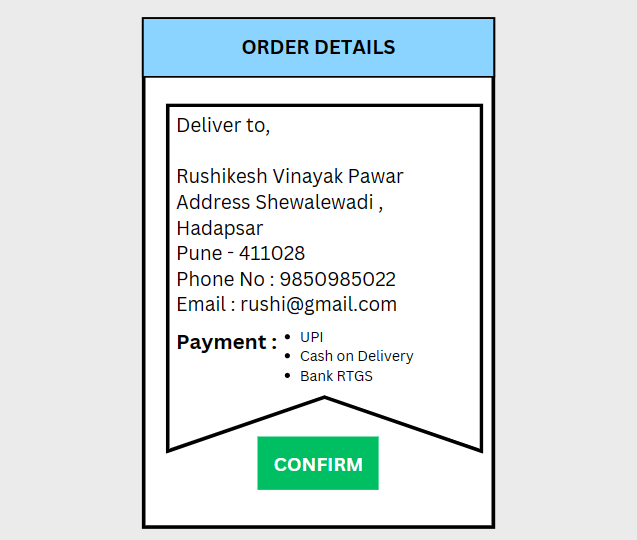 ORDER DETAILS
Deliver to,
Rushikesh Vinayak Pawar
Address Shewalewadi ,
Hadapsar
Pune - 411028
Phone No : 9850985022
Email : rushi@gmail.com
Payment :
• UPI
• Cash on Delivery
• Bank RTGS
CONFIRM